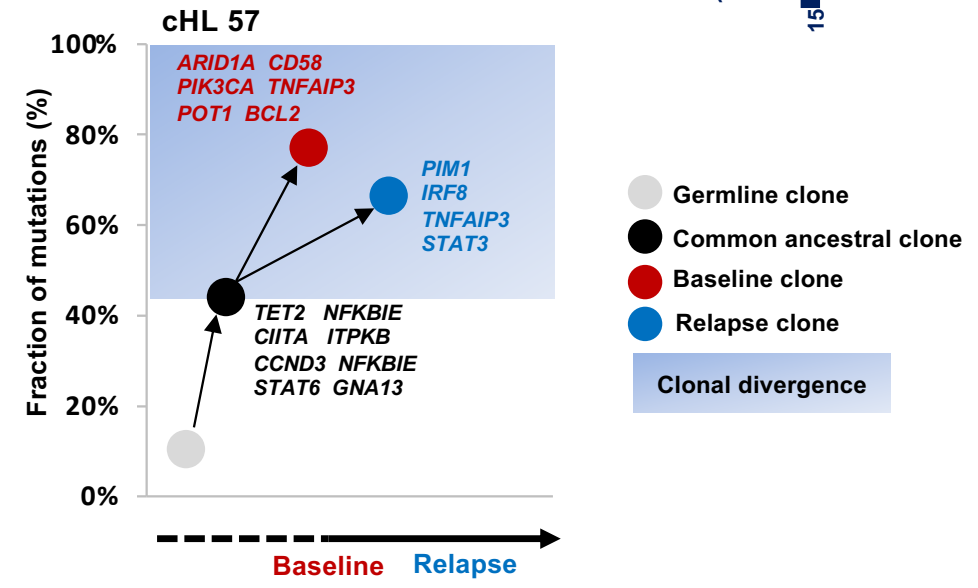 15
(
cHL 57
100%
80%
60%
40%
20%
0%
Fraction of mutations (%)
ARID1A CD58
PIK3CA TNFAIP3
POT1 BCL2
PIM1
IRF8
TNFAIP3
STAT3
TET2 NFKBIE
CIITA ITPKB
CCND3 NFKBIE
STAT6 GNA13
Baseline Relapse
Germline clone
Common ancestral clone
Baseline clone
Relapse clone
Clonal divergence